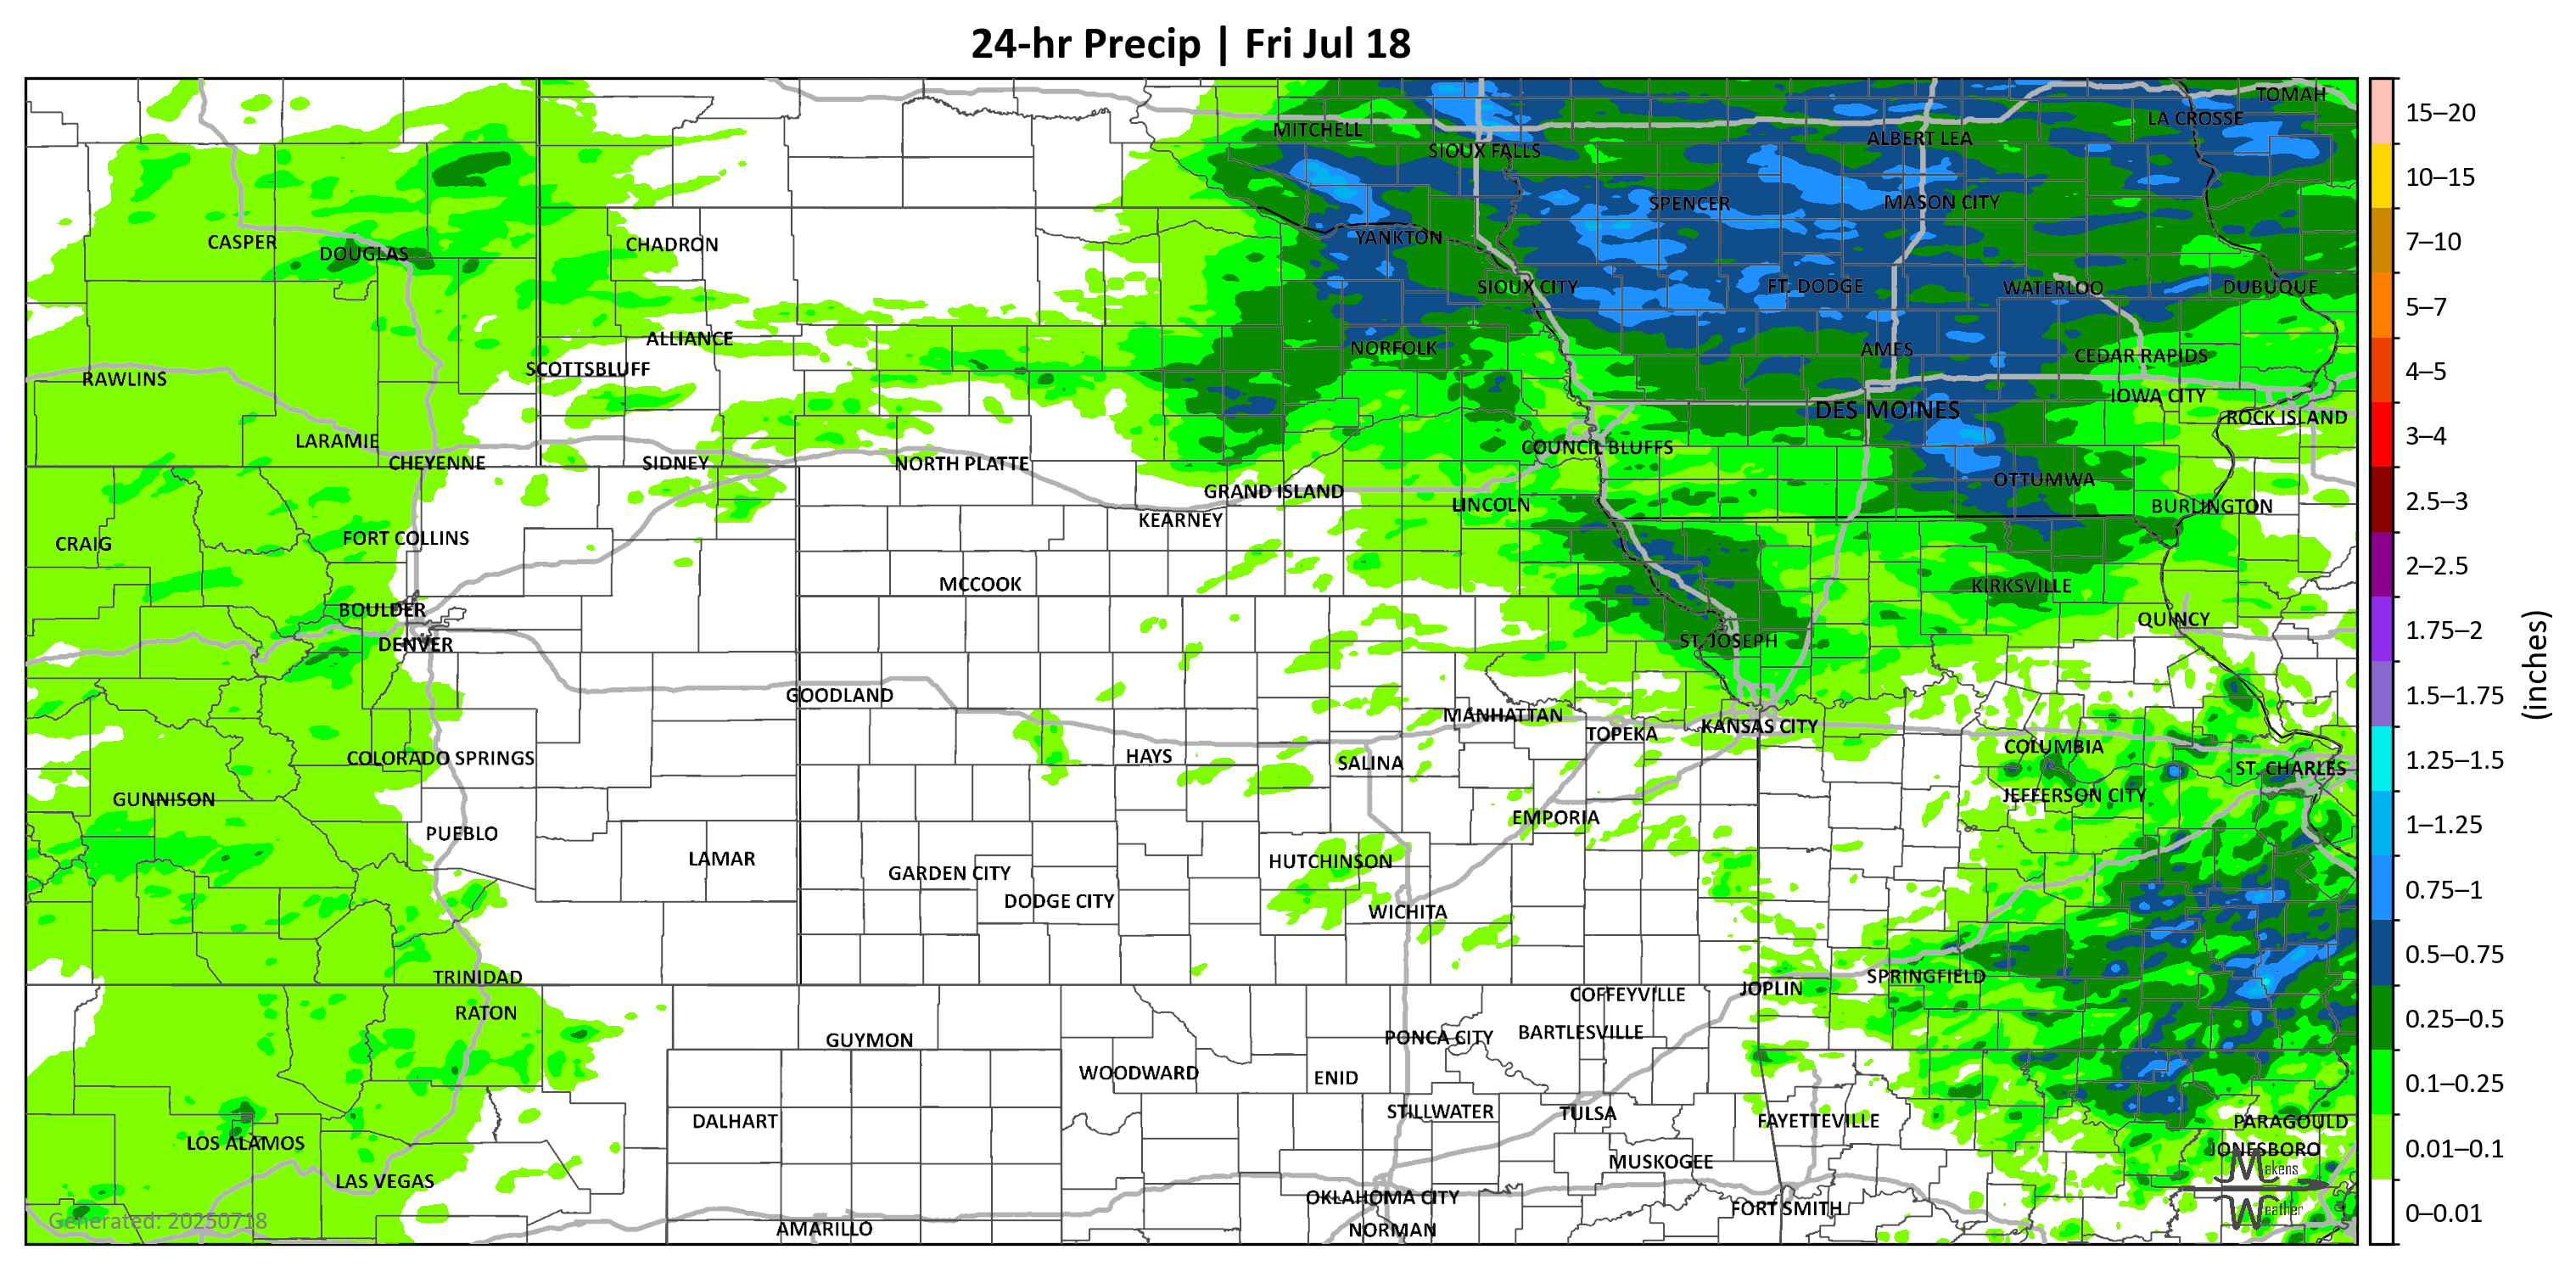 24-hr Precip | Fri Jul 18
TOMAH
LA CROSSE
MITCHELL
ALBERT LEA
SIOUX FALLS
SPENCER
MASON CITY
CASPER
DOUGLAS
CHADRON
YANKTON
SIOUX CITY
FT. DODGE
WATERLOO
DUBUQUE
ALLIANCE
NORFOLK
AMES
CEDAR RAPIDS
SCOTTSBLUFF
RAWLINS
IOWA CITY
DES MOINES
ROCK ISLAND
LARAMIE
COUNCIL BLUFFS
CHEYENNE
SIDNEY
NORTH PLATTE
OTTUMWA
GRAND ISLAND
LINCOLN
BURLINGTON
KEARNEY
FORT COLLINS
CRAIG
MCCOOK
KIRKSVILLE
BOULDER
QUINCY
DENVER
ST. JOSEPH
GOODLAND
MANHATTAN
KANSAS CITY
TOPEKA
COLUMBIA
COLORADO SPRINGS
HAYS
SALINA
ST. CHARLES
GUNNISON
JEFFERSON CITY
EMPORIA
PUEBLO
LAMAR
HUTCHINSON
GARDEN CITY
DODGE CITY
WICHITA
TRINIDAD
SPRINGFIELD
JOPLIN
COFFEYVILLE
RATON
GUYMON
PONCA CITY
BARTLESVILLE
WOODWARD
ENID
STILLWATER
TULSA
DALHART
FAYETTEVILLE
PARAGOULD
LOS ALAMOS
JONESBORO
MUSKOGEE
LAS VEGAS
OKLAHOMA CITY
FORT SMITH
AMARILLO
NORMAN
Generated: 20250718
Makens
Weather
15–20
10–15
7–10
5–7
4–5
3–4
2.5–3
2–2.5
1.75–2
1.5–1.75
1.25–1.5
1–1.25
0.75–1
0.5–0.75
0.25–0.5
0.1–0.25
0.01–0.1
0–0.01
(inches)